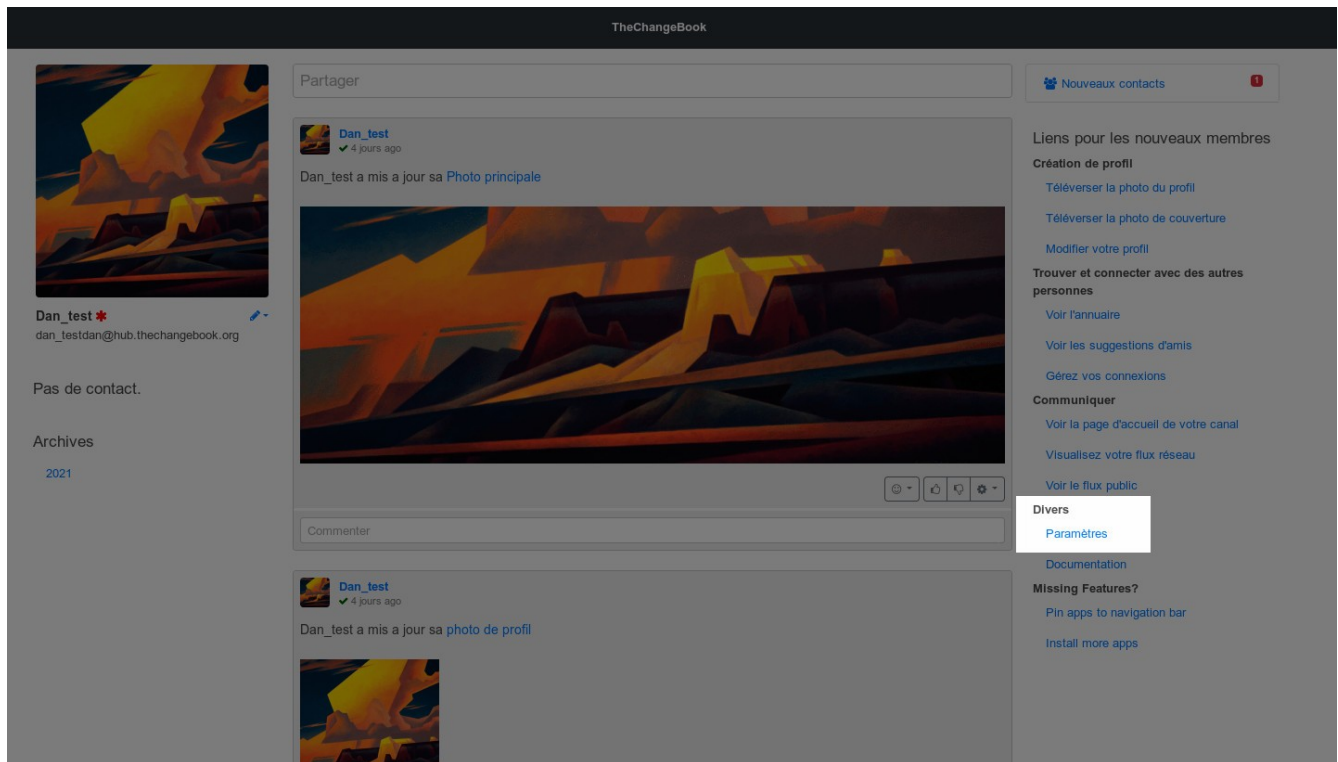 TheChangeBook
Dan_test
dan_testdan@hub.thechangebook.org
Pas de contact.
Archives
2021
Partager
Dan_test
4 jours ago
Dan_test a mis a jour sa Photo principale
Commenter
Dan_test
4 jours ago
Dan_test a mis a jour sa photo de profil
Nouveaux contacts 1
Liens pour les nouveaux membres
Création de profil
Téléverser la photo du profil
Téléverser la photo de couverture
Modifier votre profil
Trouver et connecter avec des autres
personnes
Voir l'annuaire
Voir les suggestions d'amis
Gérez vos connexions
Communiquer
Voir la page d'accueil de votre canal
Visualisez votre flux réseau
Voir le flux public
Divers
Paramètres
Documentation
Missing Features?
Pin apps to navigation bar
Install more apps